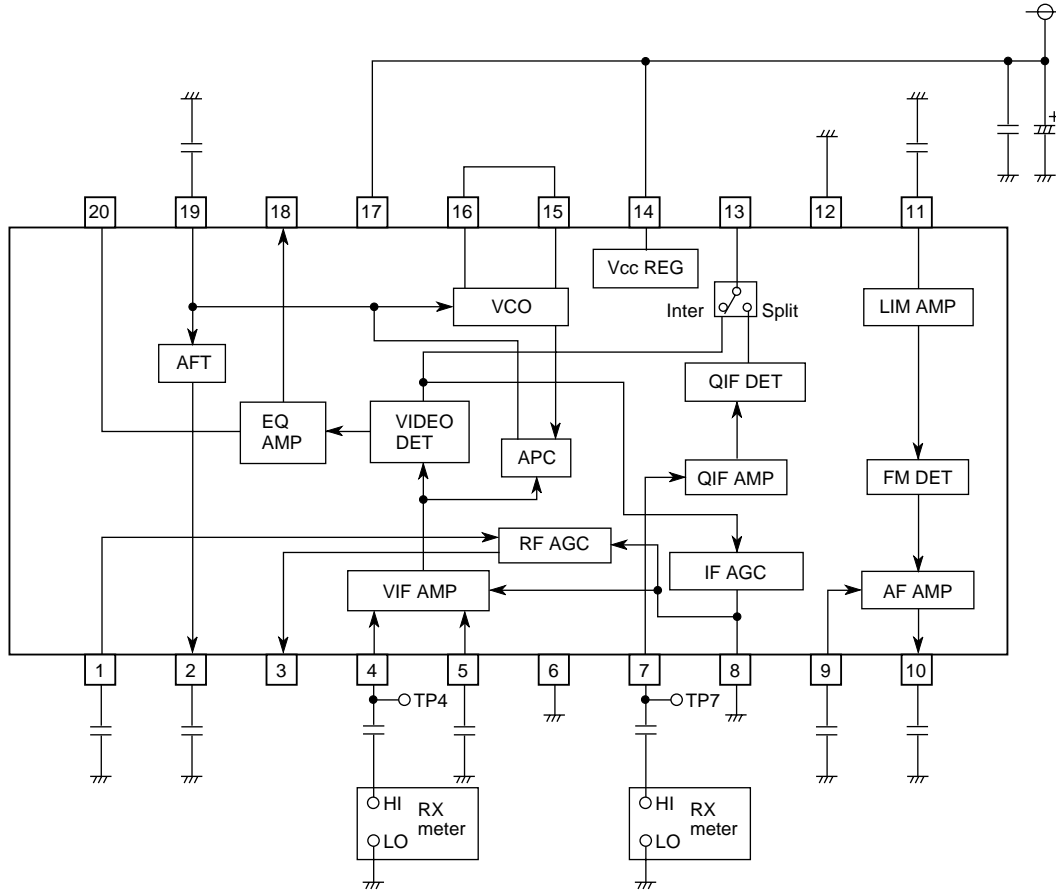 +
20 19 18 17 16 15 14 13 12 11
Vcc REG
VCO
Inter
Split
LIM AMP
AFT
QIF DET
EQ
AMP
VIDEO
DET
APC
QIF AMP
FM DET
RF AGC
IF AGC
VIF AMP
AF AMP
1 2 3 4 5 6 7 8 9 10
TP4
TP7
HI
LO
RX
meter
HI
LO
RX
meter